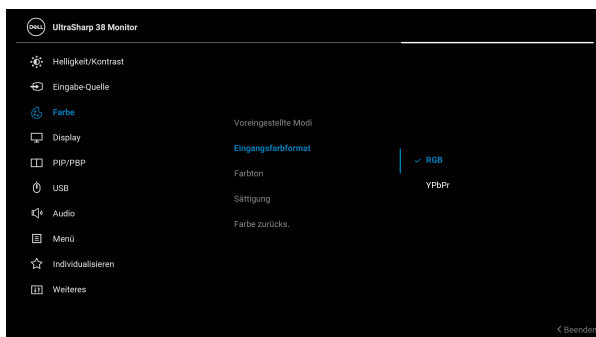 DELL UltraSharp 38 Monitor
Helligkeit/Kontrast
Eingabe-Quelle
Farbe
Display
PIP/PBP
USB
Audio
Menü
Individualisieren
Weiteres
Voreingestellte Modi
Eingangsfarbformat
Farbton
Sättigung
Farbe zurücks.
RGB
YPbPr
Beenden